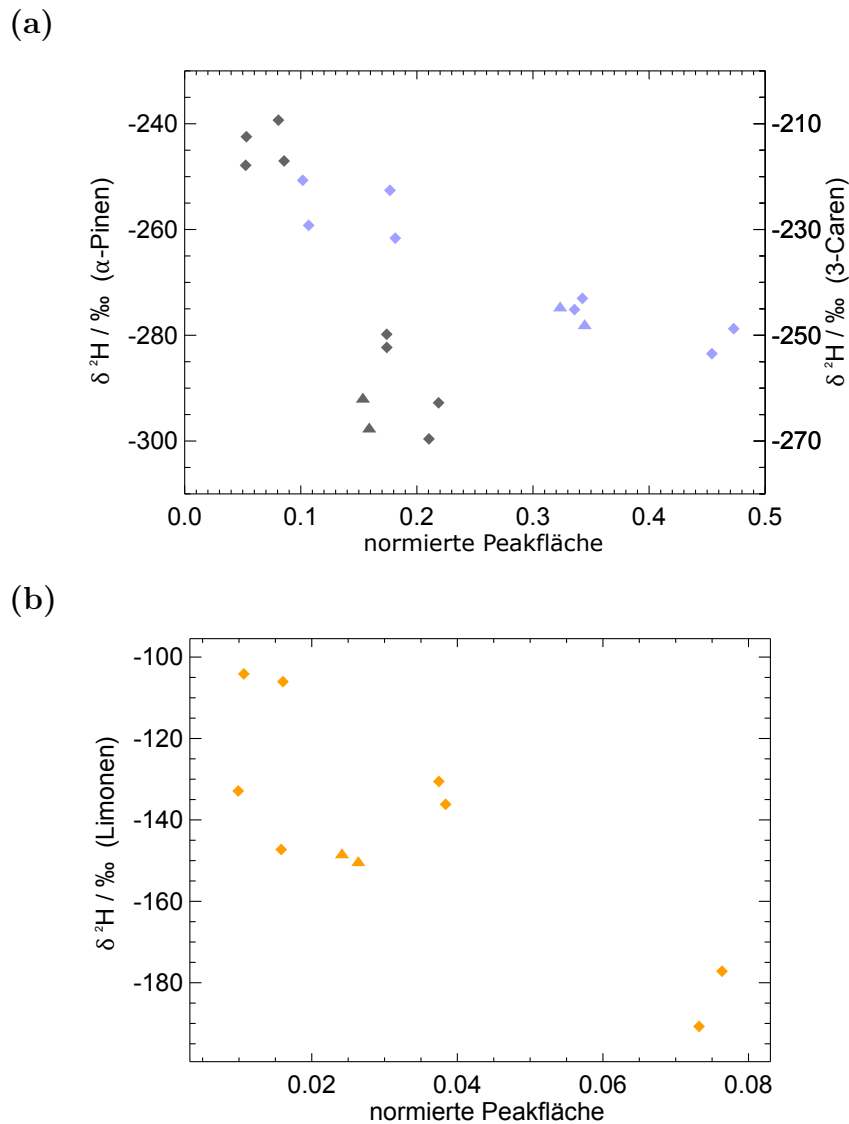 (a)
-240
-260
-280
-300
δ ²H / ‰ (α-Pinen)
-210
-230
-250
-270
δ ²H / ‰ (3-Caren)
0.0 0.1 0.2 0.3 0.4 0.5
normierte Peakfläche
(b)
-100
-120
-140
-160
-180
δ ²H / ‰ (Limonen)
0.02 0.04 0.06 0.08
normierte Peakfläche